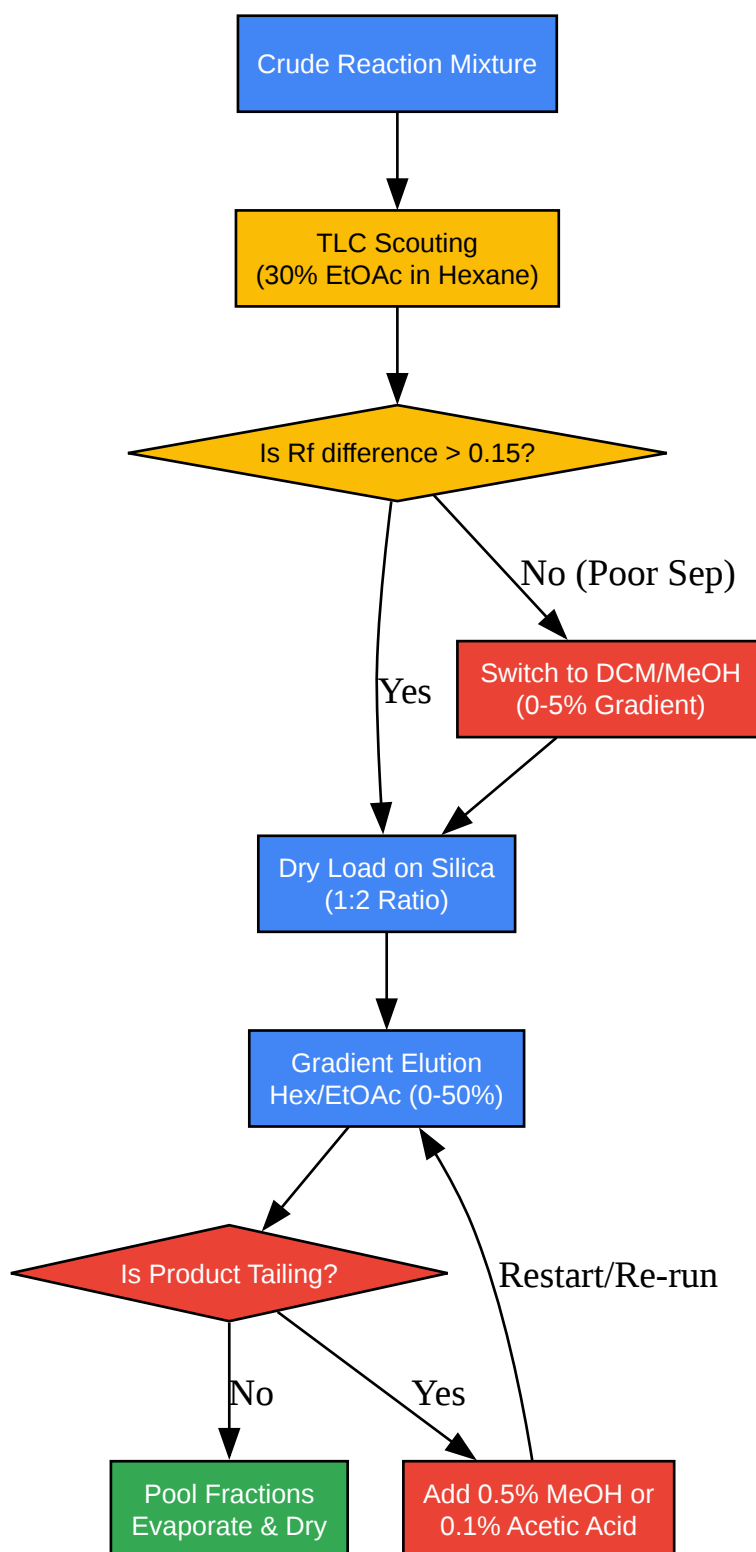 Crude Reaction Mixture
TLC Scouting
(30% EtOAc in Hexane)
Is Rf difference > 0.15?
No (Poor Sep)
Switch to DCM/MeOH
(0-5% Gradient)
Yes
Dry Load on Silica
(1:2 Ratio)
Gradient Elution
Hex/EtOAc (0-50%)
Is Product Tailing?
Restart/Re-run
No
Yes
Pool Fractions
Evaporate & Dry
Add 0.5% MeOH or
0.1% Acetic Acid